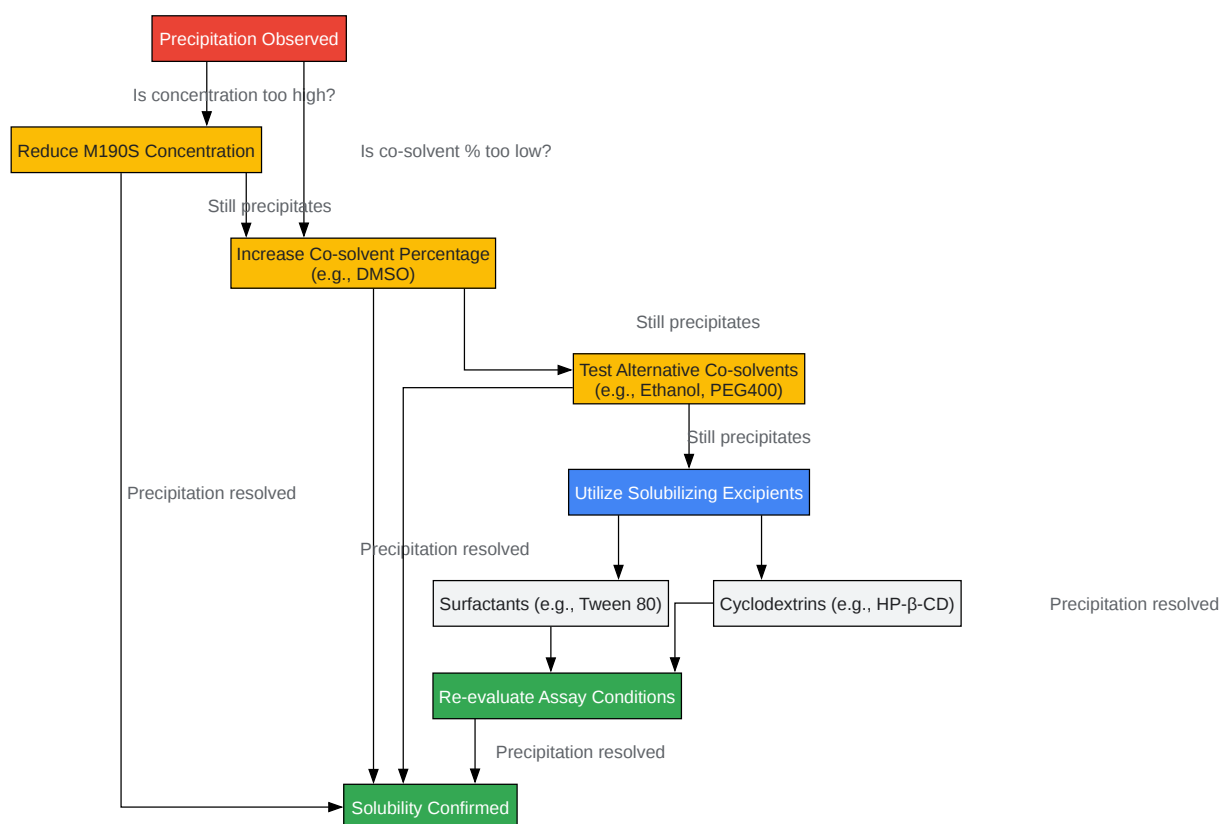 Precipitation Observed
Is concentration too high?
Reduce M190S Concentration
Is co-solvent % too low?
Still precipitates
Increase Co-solvent Percentage
(e.g., DMSO)
Still precipitates
Test Alternative Co-solvents
(e.g., Ethanol, PEG400)
Still precipitates
Precipitation resolved
Utilize Solubilizing Excipients
Precipitation resolved
Surfactants (e.g., Tween 80)
Cyclodextrins (e.g., HP-β-CD)
Precipitation resolved
Re-evaluate Assay Conditions
Precipitation resolved
Solubility Confirmed